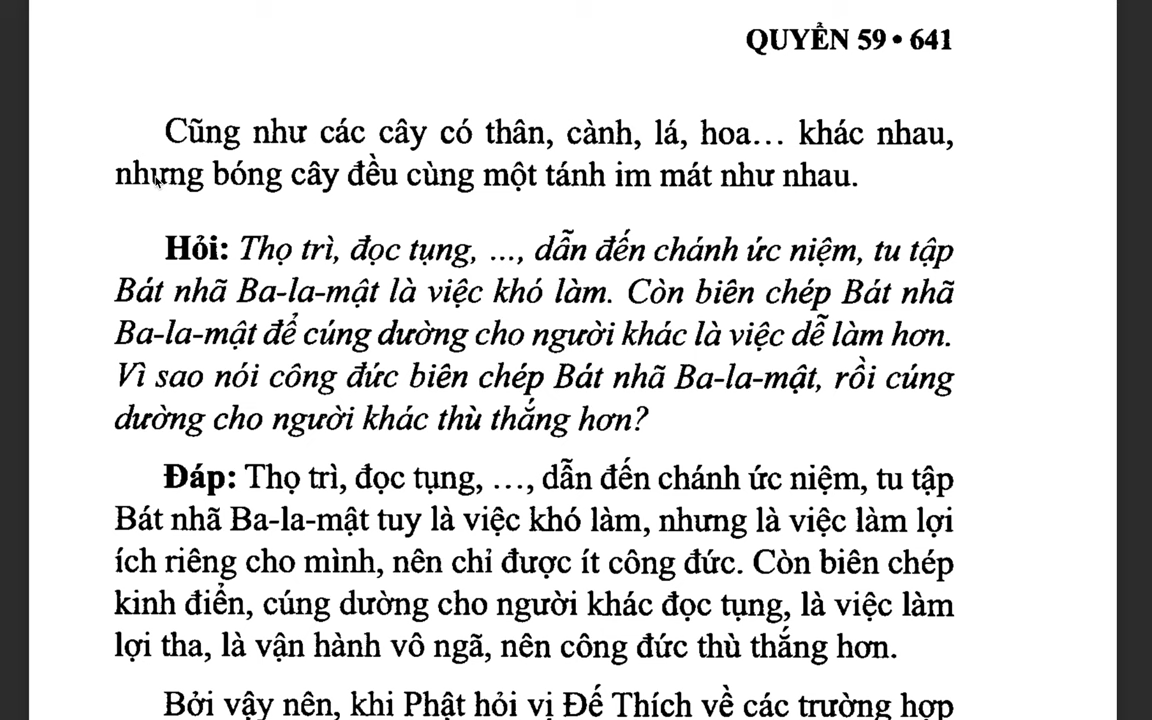 QUYỂN 59 • 641
Cũng như các cây có thân, cành, lá, hoa… khác nhau,
nhưng bóng cây đều cùng một tánh im mát như nhau.
Hỏi: Thọ trì, đọc tụng, ..., dẫn đến chánh ức niệm, tu tập
Bát nhã Ba-la-mật là việc khó làm. Còn biên chép Bát nhã
Ba-la-mật để cúng dường cho người khác là việc dễ làm hơn.
Vì sao nói công đức biên chép Bát nhã Ba-la-mật, rồi cúng
dường cho người khác thù thắng hơn?
Đáp: Thọ trì, đọc tụng, …, dẫn đến chánh ức niệm, tu tập
Bát nhã Ba-la-mật tuy là việc khó làm, nhưng là việc làm lợi
ích riêng cho mình, nên chỉ được ít công đức. Còn biên chép
kinh điển, cúng dường cho người khác đọc tụng, là việc làm
lợi tha, là vận hành vô ngã, nên công đức thù thắng hơn.
Bởi vậy nên, khi Phật hỏi vị Đế Thích về các trường hợp